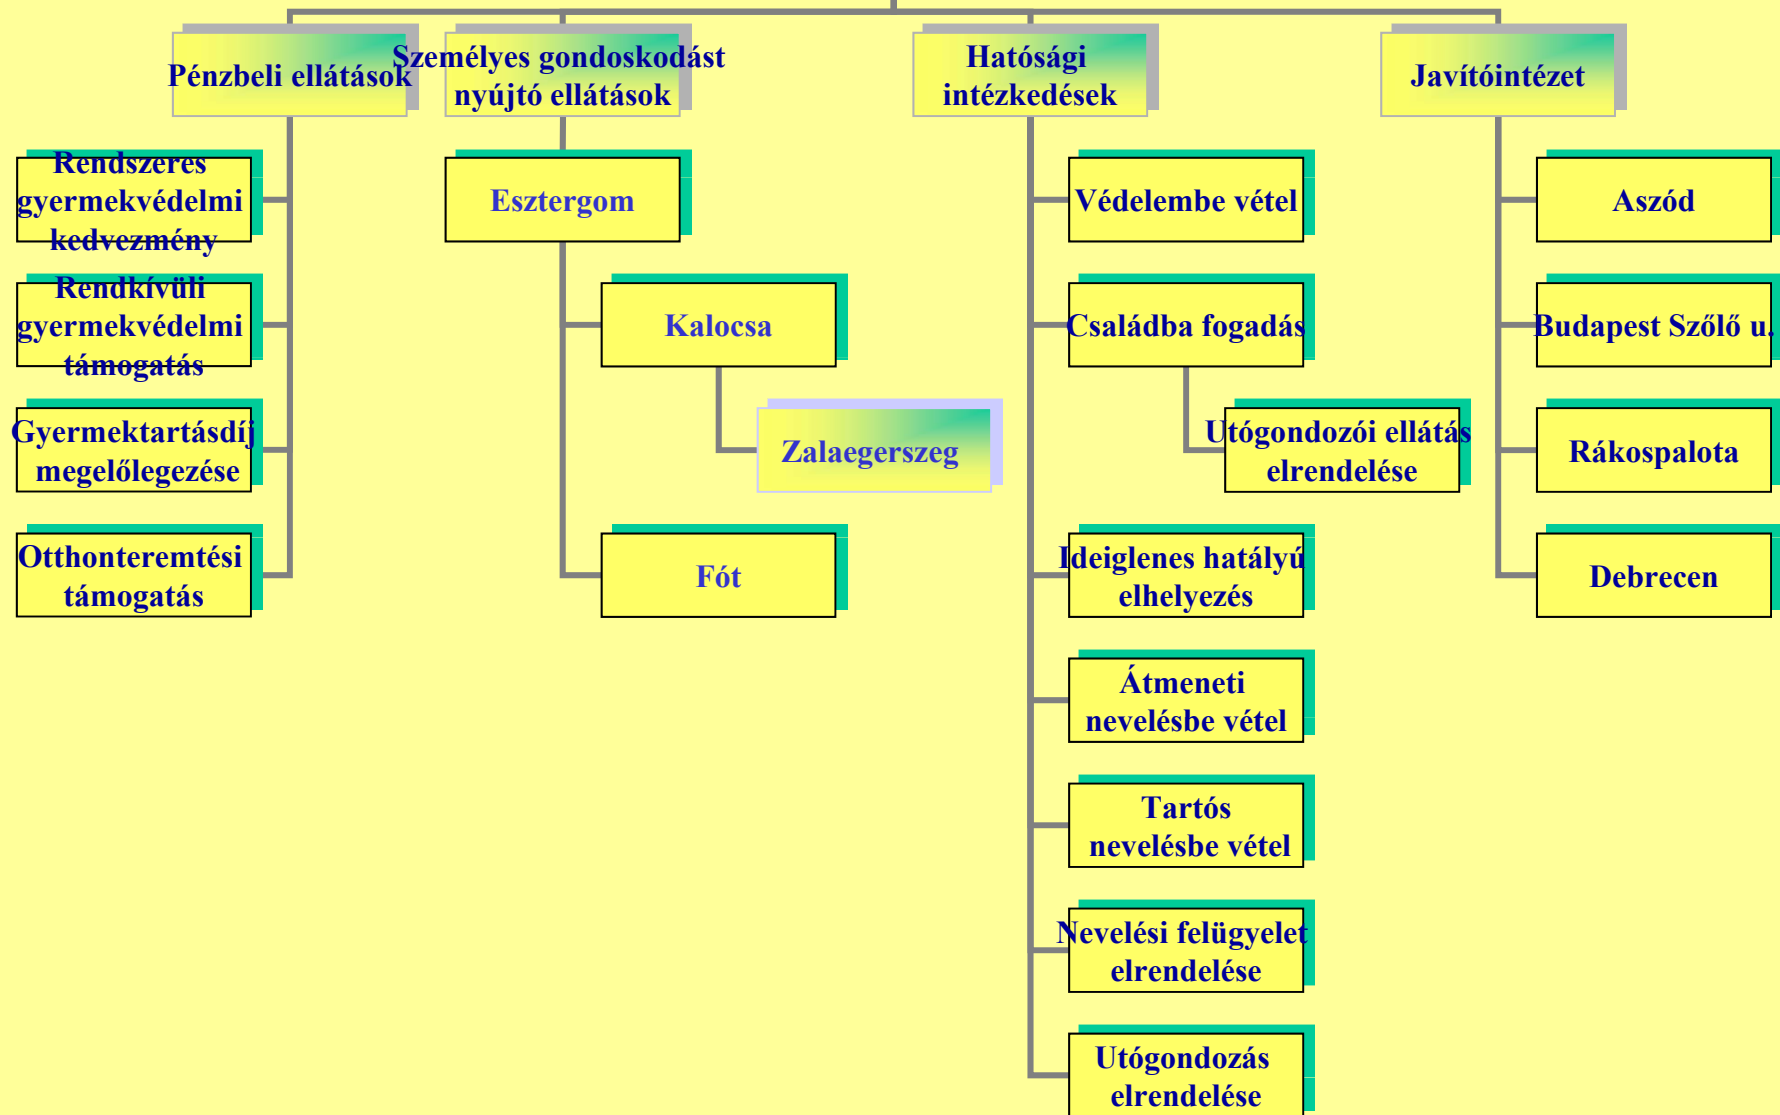 Pénzbeli ellátások
Személyes gondoskodást
nyújtó ellátások
Hatósági
intézkedések
Javítóintézet
Rendszeres
gyermekvédelmi
kedvezmény
Rendkívüli
gyermekvédelmi
támogatás
Gyermektartásdíj
megelőlegezése
Otthonteremtési
támogatás
Esztergom
Kalocsa
Zalaegerszeg
Fót
Védelembe vétel
Családba fogadás
Utógondozói ellátás
elrendelése
Ideiglenes hatályú
elhelyezés
Átmeneti
nevelésbe vétel
Tartós
nevelésbe vétel
Nevelési felügyelet
elrendelése
Utógondozás
elrendelése
Aszód
Budapest Szőlő u.
Rákospalota
Debrecen